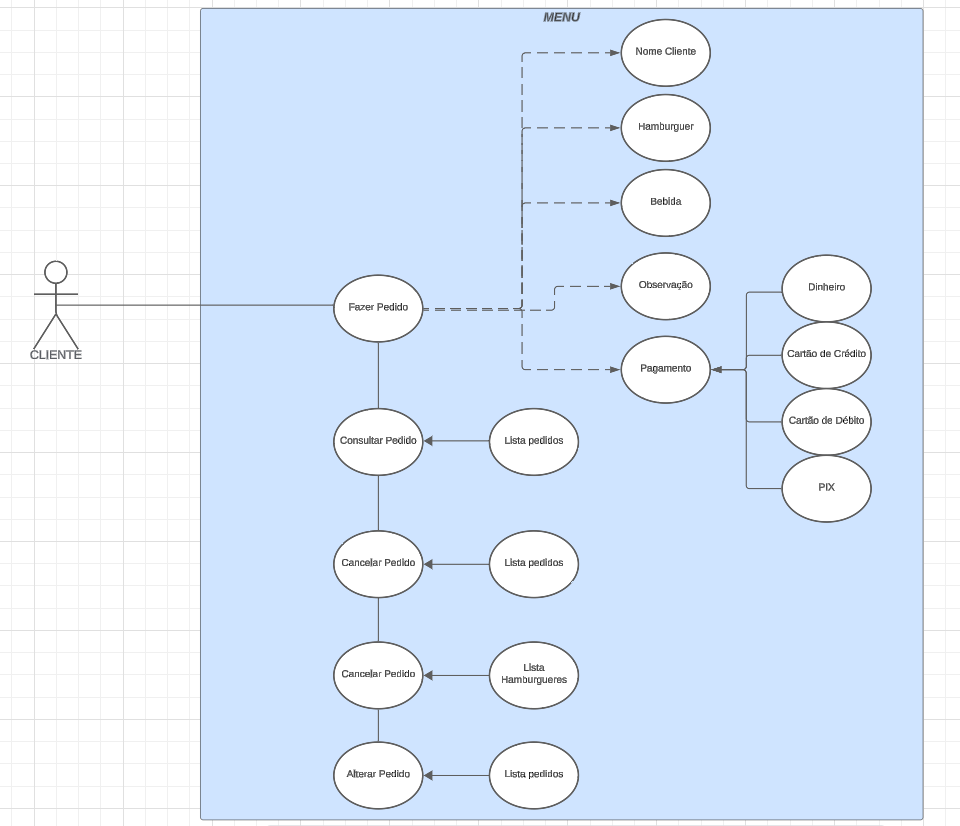 MENU
Nome Cliente
Hamburguer
Bebida
Observação
Dinheiro
Fazer Pedido
CLIENTE
Cartão de Crédito
Pagamento
Cartão de Débito
Consultar Pedido
Lista pedidos
PIX
Cancelar Pedido
Lista pedidos
Cancelar Pedido
Lista
Hamburgueres
Alterar Pedido
Lista pedidos